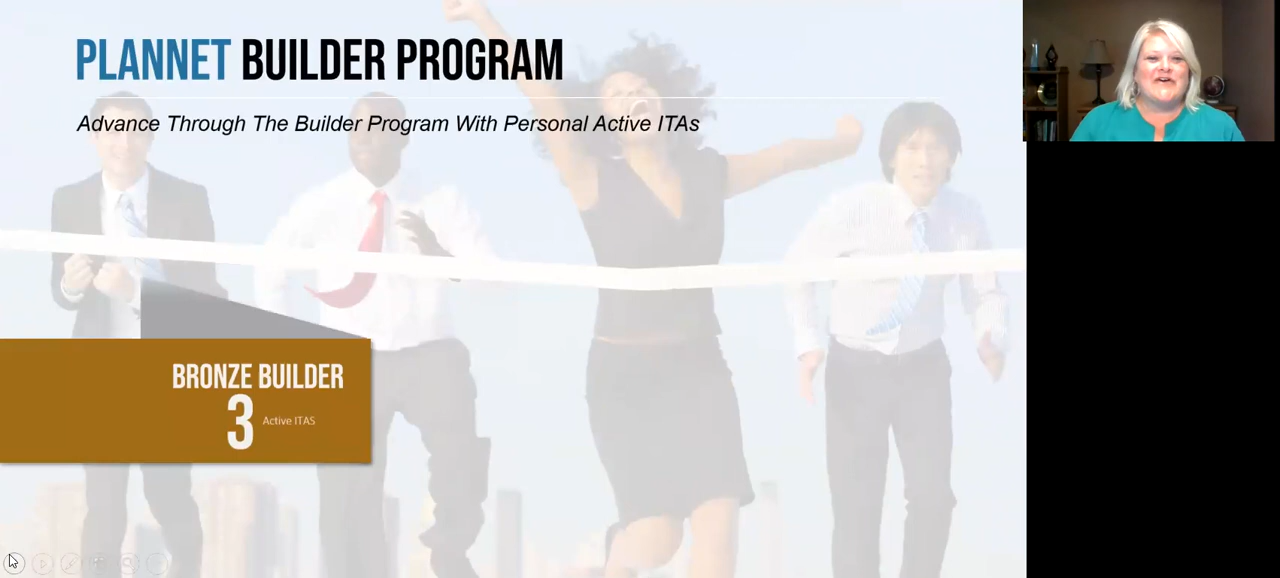 PLANNET BUILDER PROGRAM
Advance Through The Builder Program With Personal Active ITAs
BRONZE BUILDER
3 Active ITAS